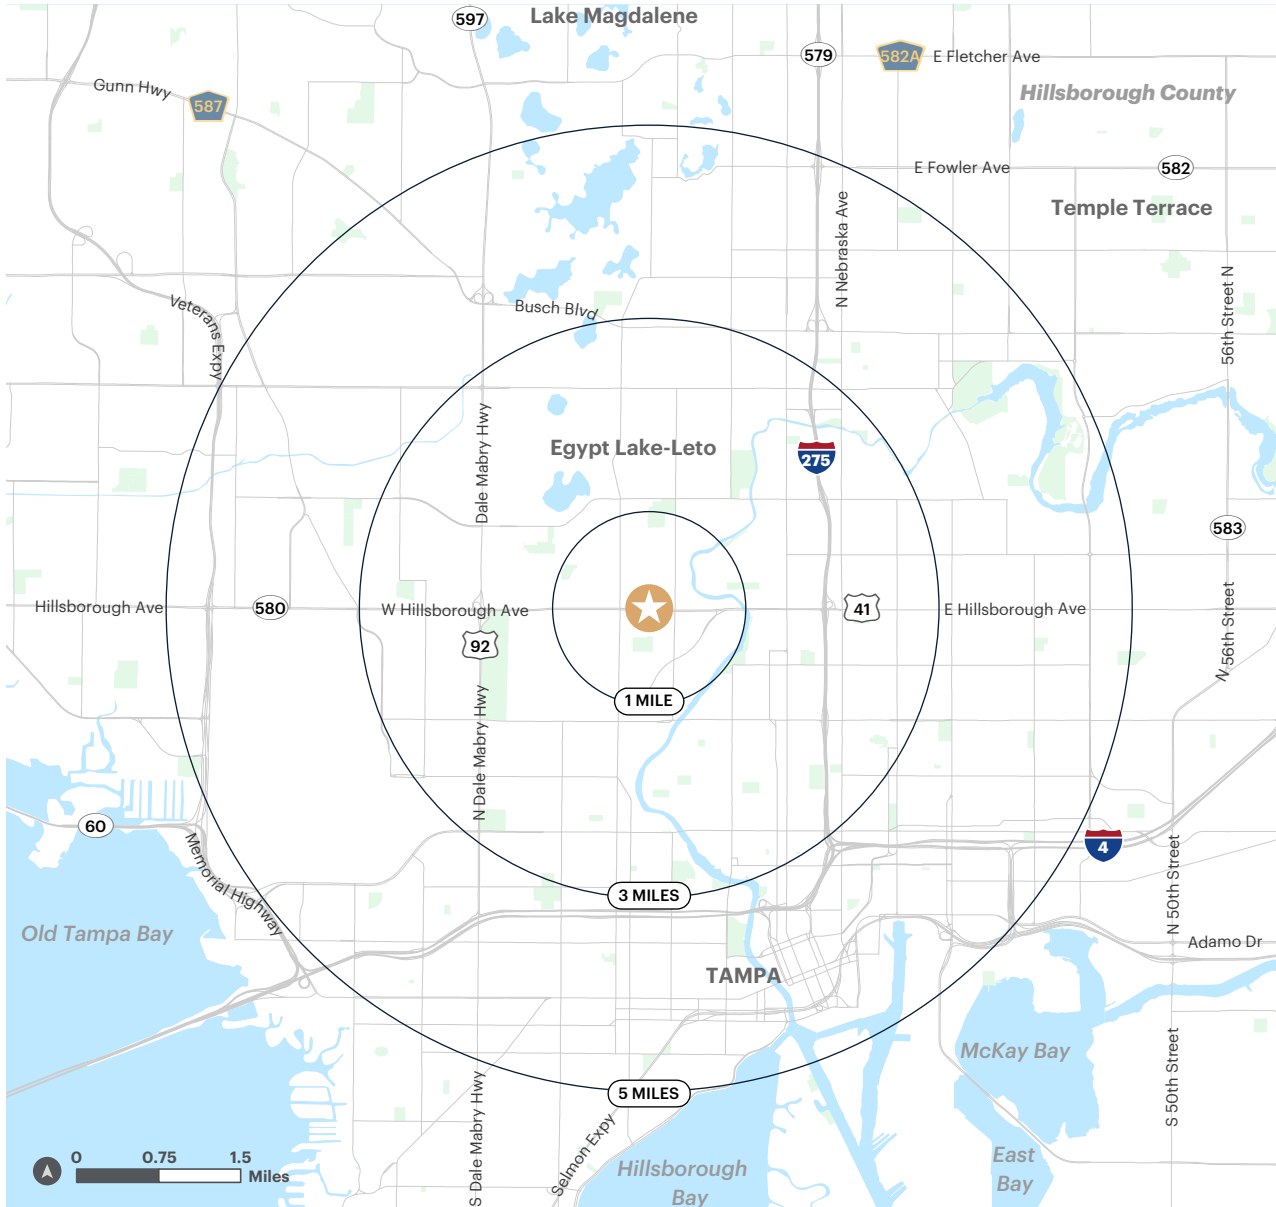 597
Lake Magdalene
579
582A
E Fletcher Ave
Gunn Hwy
587
Hillsborough County
E Fowler Ave
582
Temple Terrace
N Nebraska Ave
56th Street N
Veterans Expy
Busch Blvd
Dale Mabry Hwy
Egypt Lake-Leto
275
583
Hillsborough Ave
580
W Hillsborough Ave
41
E Hillsborough Ave
N 56th Street
92
1 MILE
N Dale Mabry Hwy
60
Memorial Highway
4
3 MILES
N 50th Street
Old Tampa Bay
Adamo Dr
TAMPA
McKay Bay
5 MILES
S 50th Street
S Dale Mabry Hwy
Selmon Expy
0 0.75 1.5
Miles
Hillsborough
Bay
East
Bay